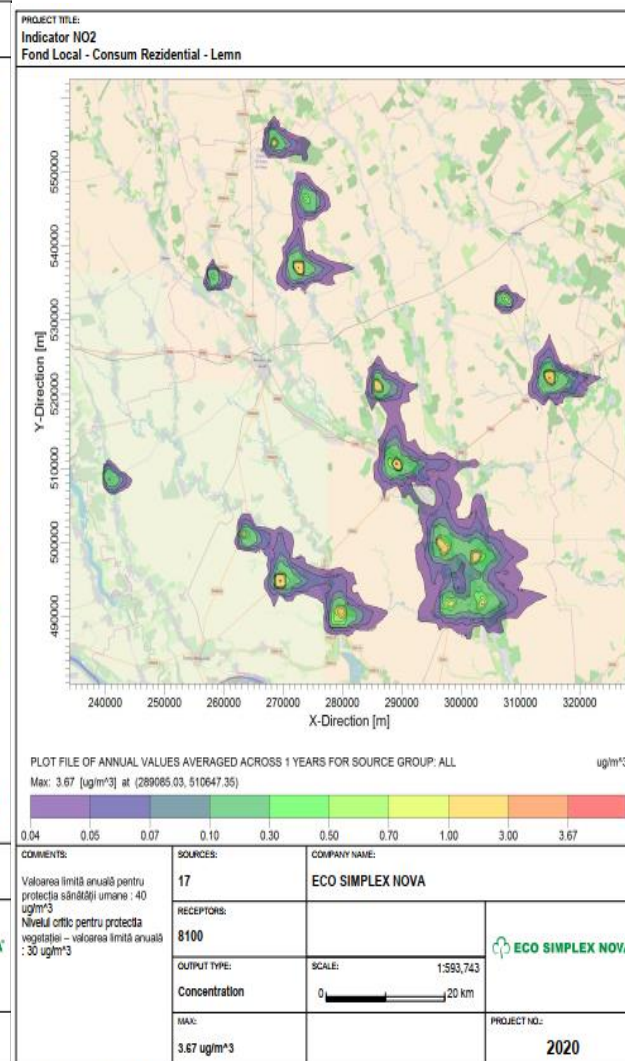 PROJECT TITLE:
Indicator NO2
Fond Local - Consum Rezidential - Lemn
Y-Direction [m]
550000
540000
530000
520000
510000
500000
490000
240000 250000 260000 270000 280000 290000 300000 310000 320000
X-Direction [m]
PLOT FILE OF ANNUAL VALUES AVERAGED ACROSS 1 YEARS FOR SOURCE GROUP: ALL
ug/m^3
Max: 3.67 [ug/m^3] at (289085.03, 510647.35)
0.04 0.05 0.07 0.10 0.30 0.50 0.70 1.00 3.00 3.67
COMMENTS:
Valoarea limită anuală pentru
protecția sănătății umane : 40
ug/m^3
Nivelul critic pentru protecția
vegetației – valoarea limită anuală
: 30 ug/m^3
SOURCES:
17
COMPANY NAME:
ECO SIMPLEX NOVA
RECEPTORS:
8100
ECO SIMPLEX NOVA
OUTPUT TYPE:
Concentration
SCALE:
1:593,743
0
20 km
MAX:
3.67 ug/m^3
PROJECT NO.:
2020